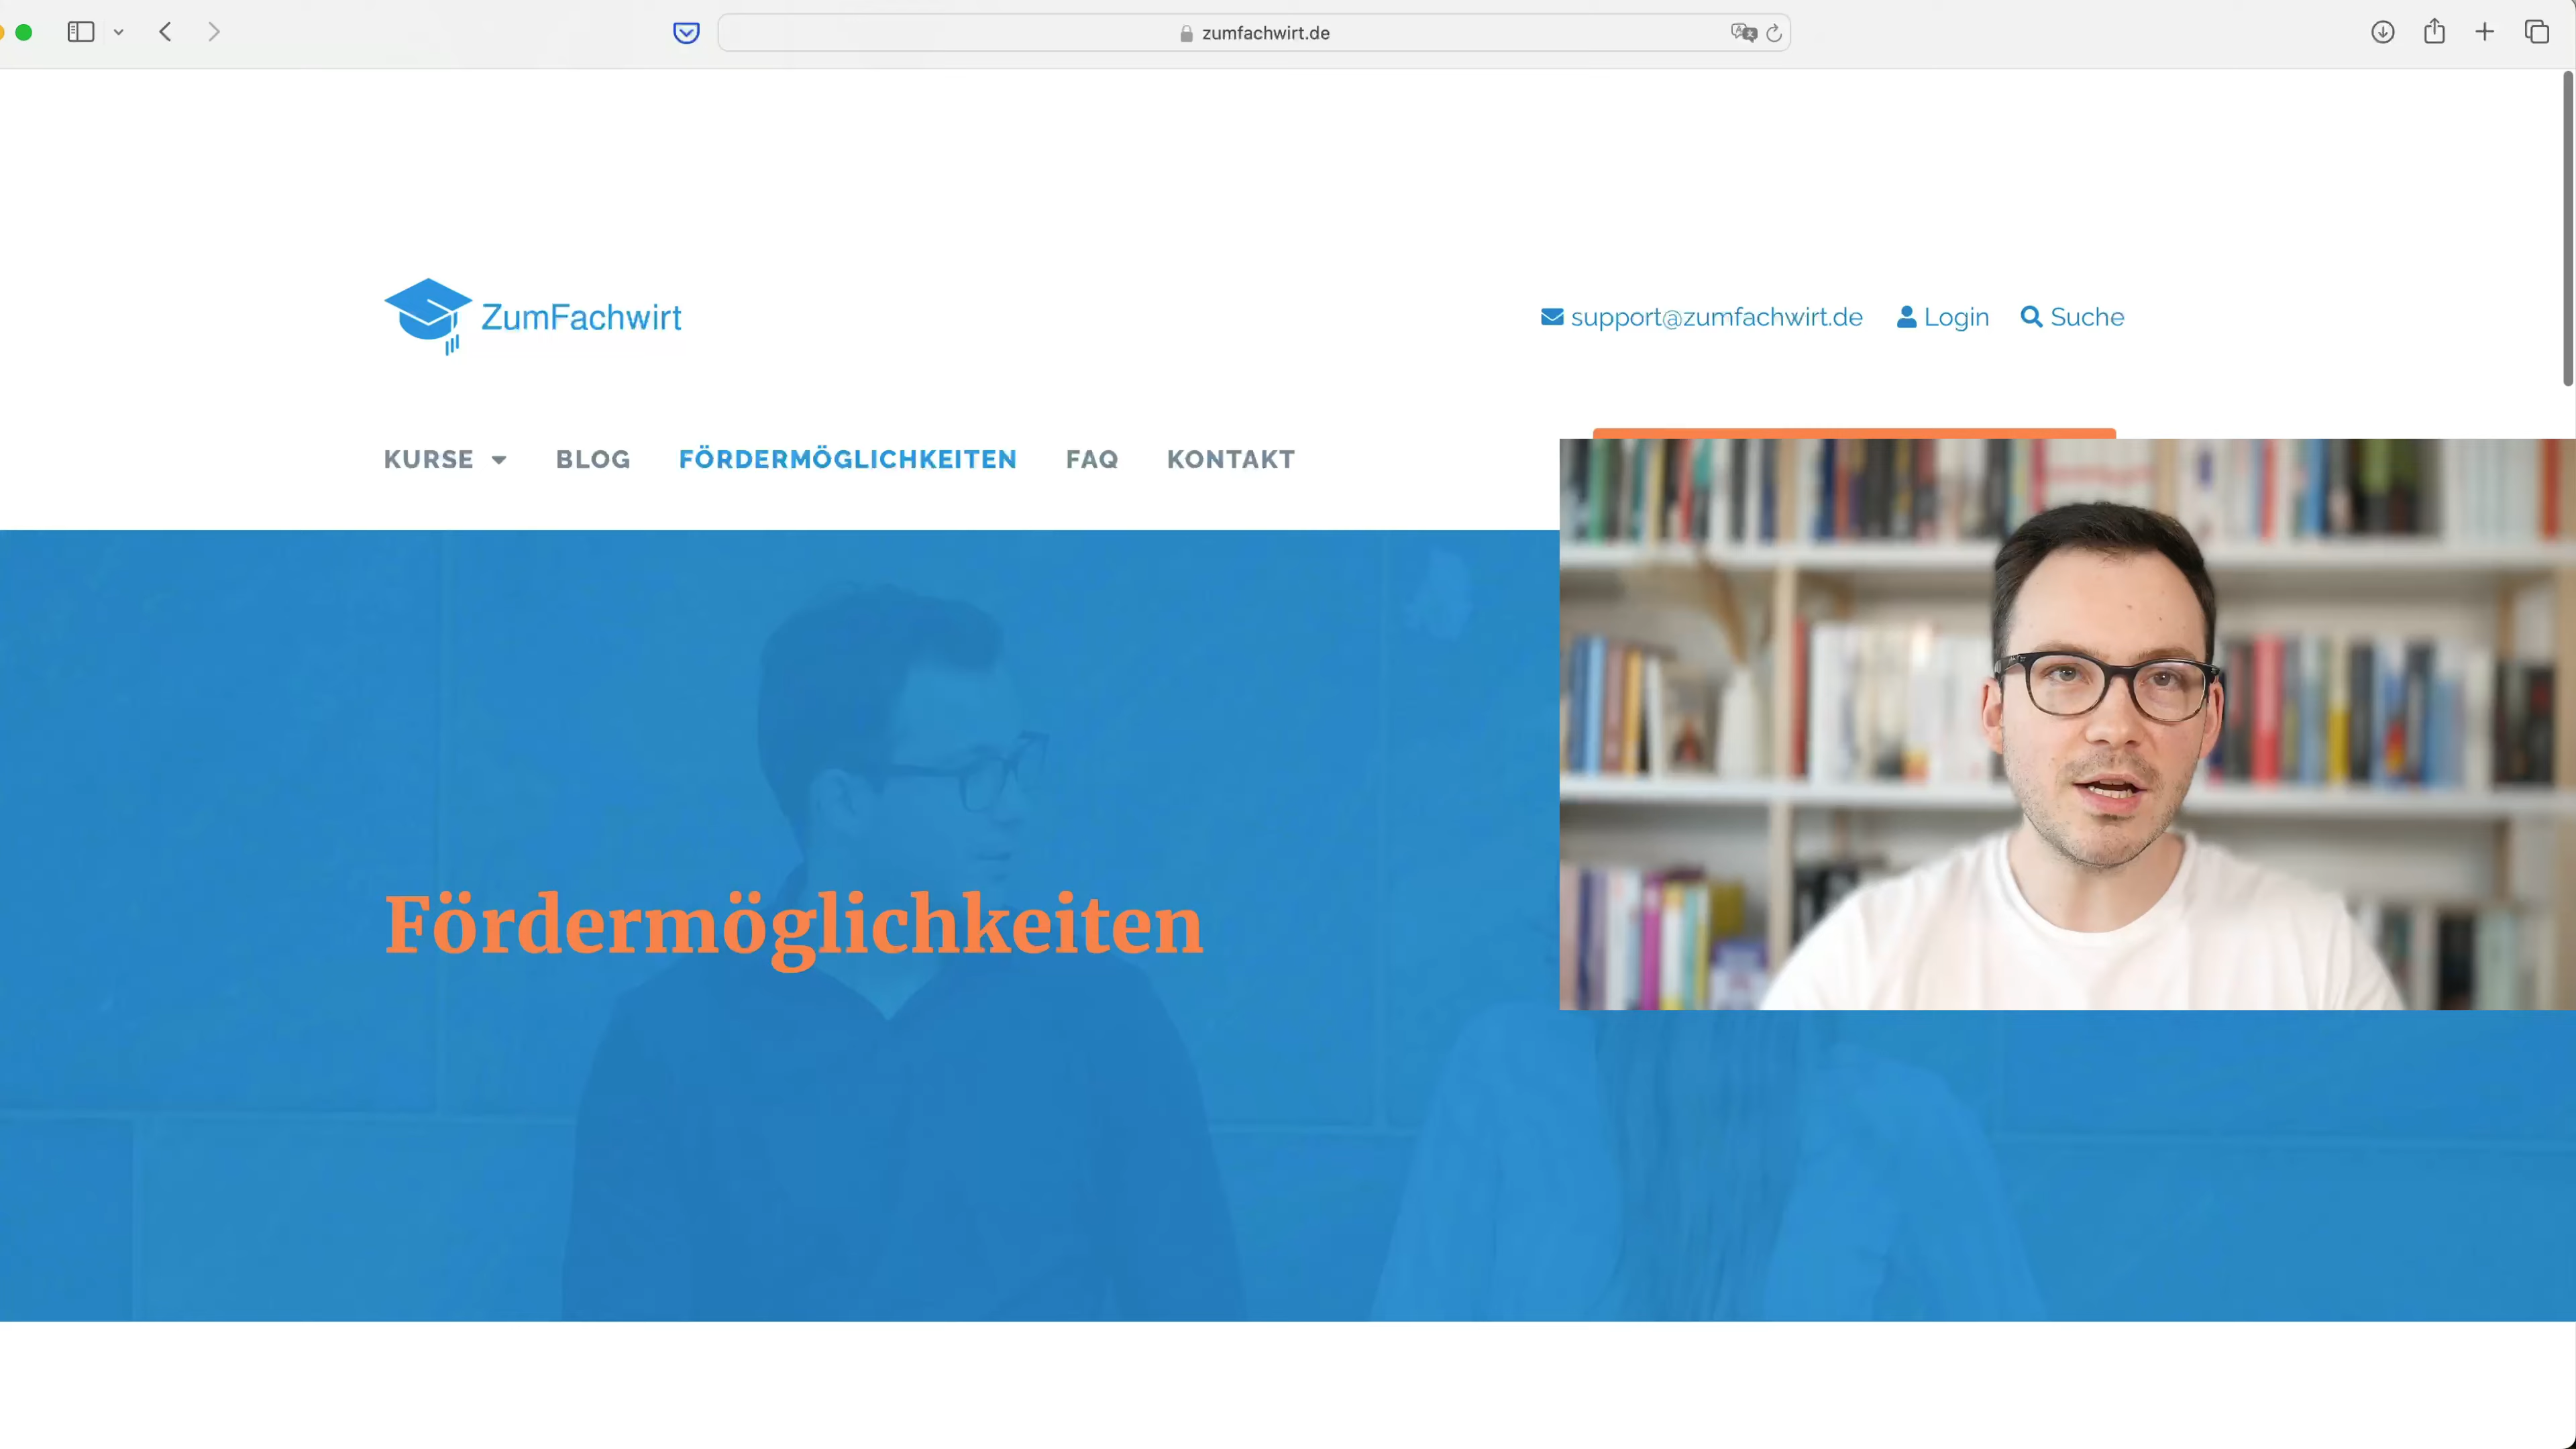 zumfachwirt.de
ZumFachwirt
support@zumfachwirt.de Login Suche
KURSE BLOG FÖRDERMÖGLICHKEITEN FAQ KONTAKT
Fördermöglichkeiten